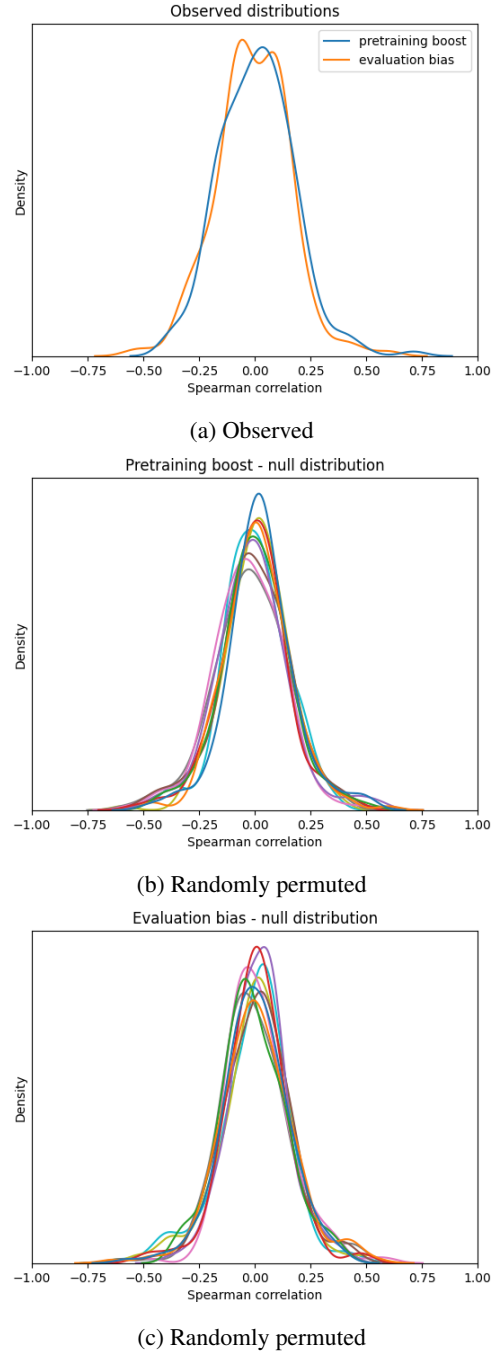 Observed distributions
pretraining boost
evaluation bias
Density
−1.00 −0.75 −0.50 −0.25 0.00 0.25 0.50 0.75 1.00
Spearman correlation
(a) Observed
Pretraining boost - null distribution
Density
−1.00 −0.75 −0.50 −0.25 0.00 0.25 0.50 0.75 1.00
Spearman correlation
(b) Randomly permuted
Evaluation bias - null distribution
Density
−1.00 −0.75 −0.50 −0.25 0.00 0.25 0.50 0.75 1.00
Spearman correlation
(c) Randomly permuted